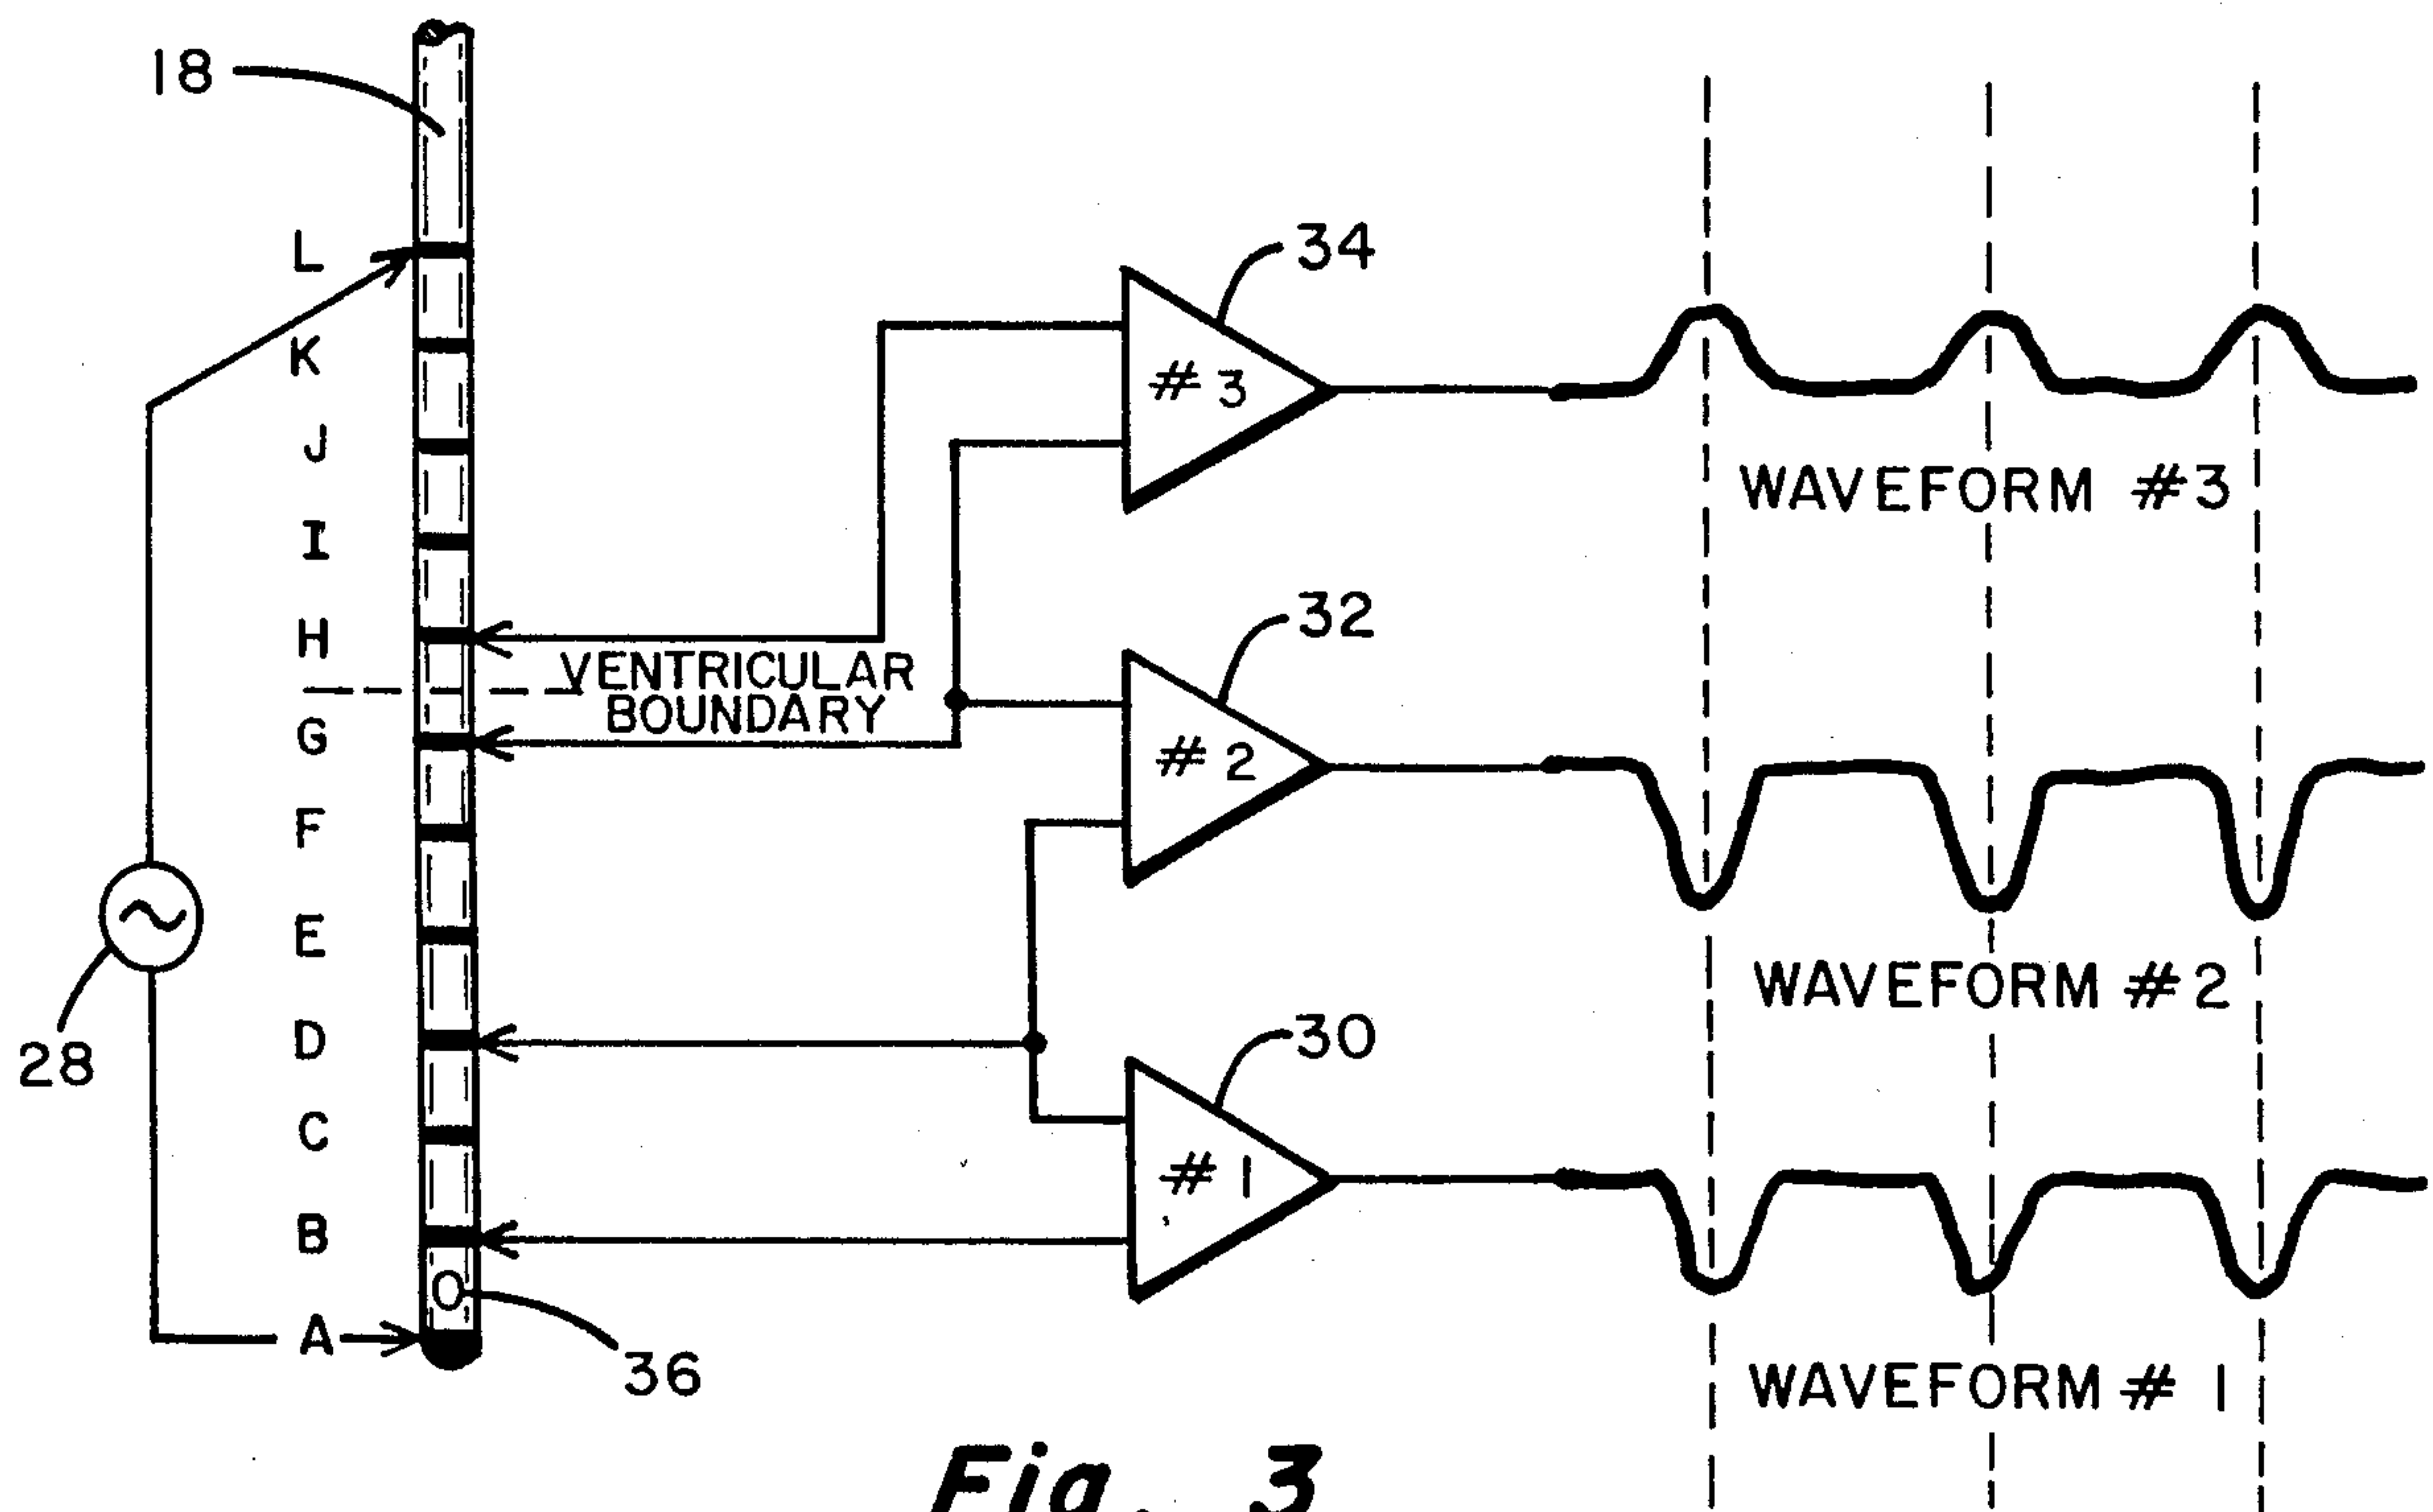 18
L
K
J
I
H
G
F
E
D
C
B
A
28
36
VENTRICULAR
BOUNDARY
34
#3
32
#2
30
#1
WAVEFORM #3
WAVEFORM #2
WAVEFORM #1
Fig. 3